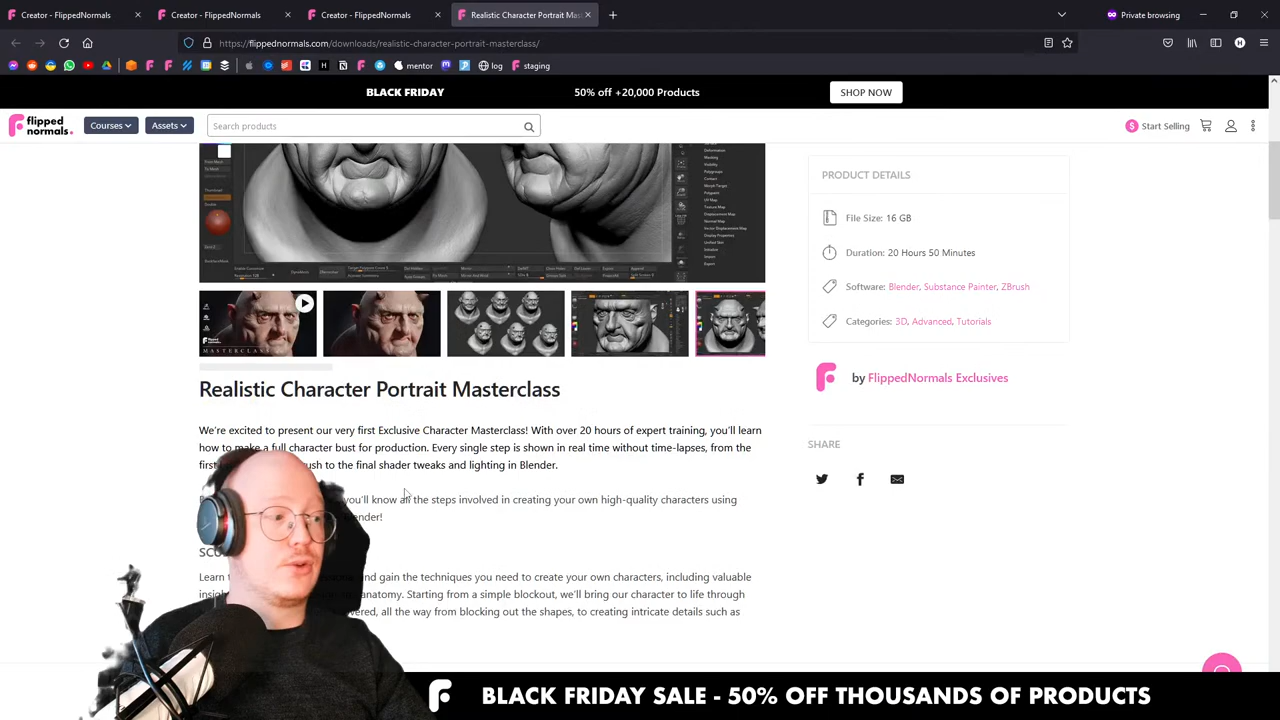 Creator - FlippedNormals
Creator - FlippedNormals
Creator - FlippedNormals
Realistic Character Portrait Mast
Private browsing
https://flippednormals.com/downloads/realistic-character-portrait-masterclass/
mentor
log
staging
BLACK FRIDAY
50% off +20,000 Products
SHOP NOW
flipped normals.
Courses
Assets
Search products
Start Selling
PRODUCT DETAILS
File Size: 16 GB
Duration: 20 Hours 50 Minutes
Software: Blender, Substance Painter, ZBrush
Categories: 3D, Advanced, Tutorials
by FlippedNormals Exclusives
SHARE
MASTERCLASS
Realistic Character Portrait Masterclass
We're excited to present our very first Exclusive Character Masterclass! With over 20 hours of expert training, you'll learn
how to make a full character bust for production. Every single step is shown in real time without time-lapses, from the
first ush to the final shader tweaks and lighting in Blender.
you'll know all the steps involved in creating your own high-quality characters using
ender!
SCU
Learn and gain the techniques you need to create your own characters, including valuable
insigh anatomy. Starting from a simple blockout, we'll bring our character to life through
vered, all the way from blocking out the shapes, to creating intricate details such as
BLACK FRIDAY SALE - 50% OFF THOUSANDS OF PRODUCTS